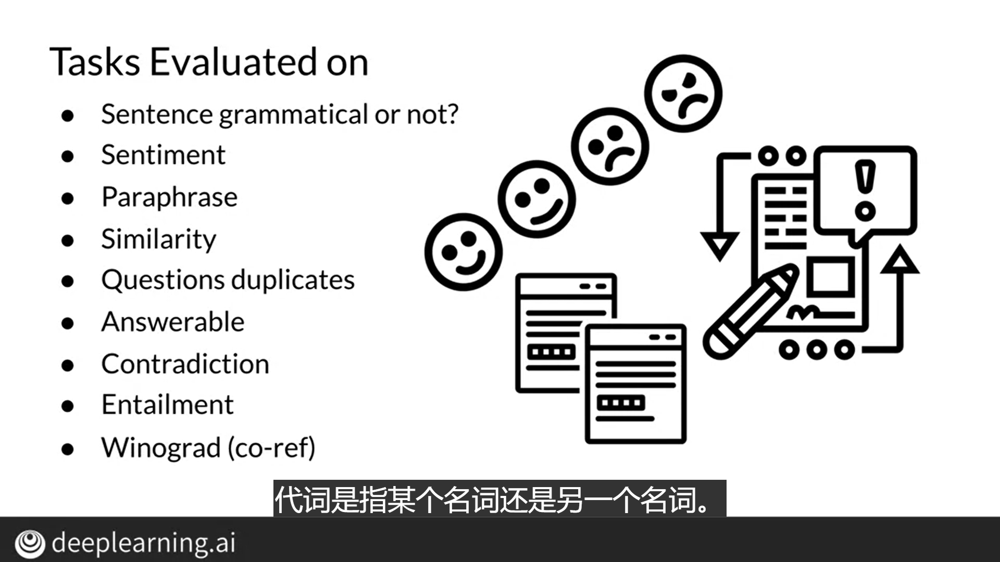 Tasks Evaluated on
● Sentence grammatical or not?
● Sentiment
● Paraphrase
● Similarity
● Questions duplicates
● Answerable
● Contradiction
● Entailment
● Winograd (co-ref)
代词是指某个名词还是另一个名词。
deeplearning.ai